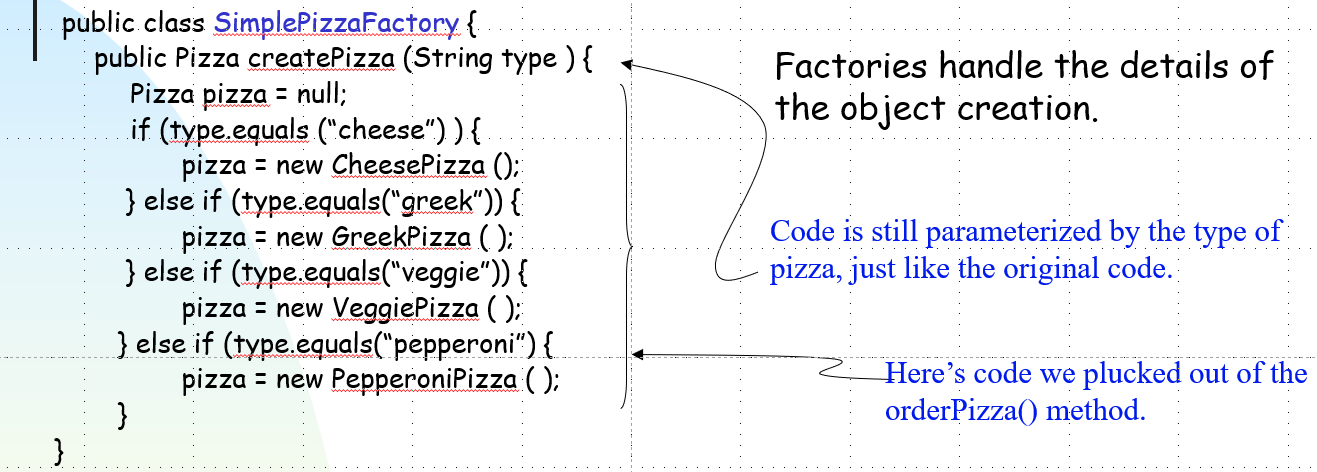 public class SimplePizzaFactory {
public Pizza createPizza (String type ) {
Pizza pizza = null;
if (type.equals (“cheese”) ) {
pizza = new CheesePizza ();
} else if (type.equals(“greek”)) {
pizza = new GreekPizza ( );
} else if (type.equals(“veggie”)) {
pizza = new VeggiePizza ( );
} else if (type.equals(“pepperoni”) {
pizza = new PepperoniPizza ( );
}
}
Factories handle the details of
the object creation.
Code is still parameterized by the type of
pizza, just like the original code.
Here’s code we plucked out of the
orderPizza() method.